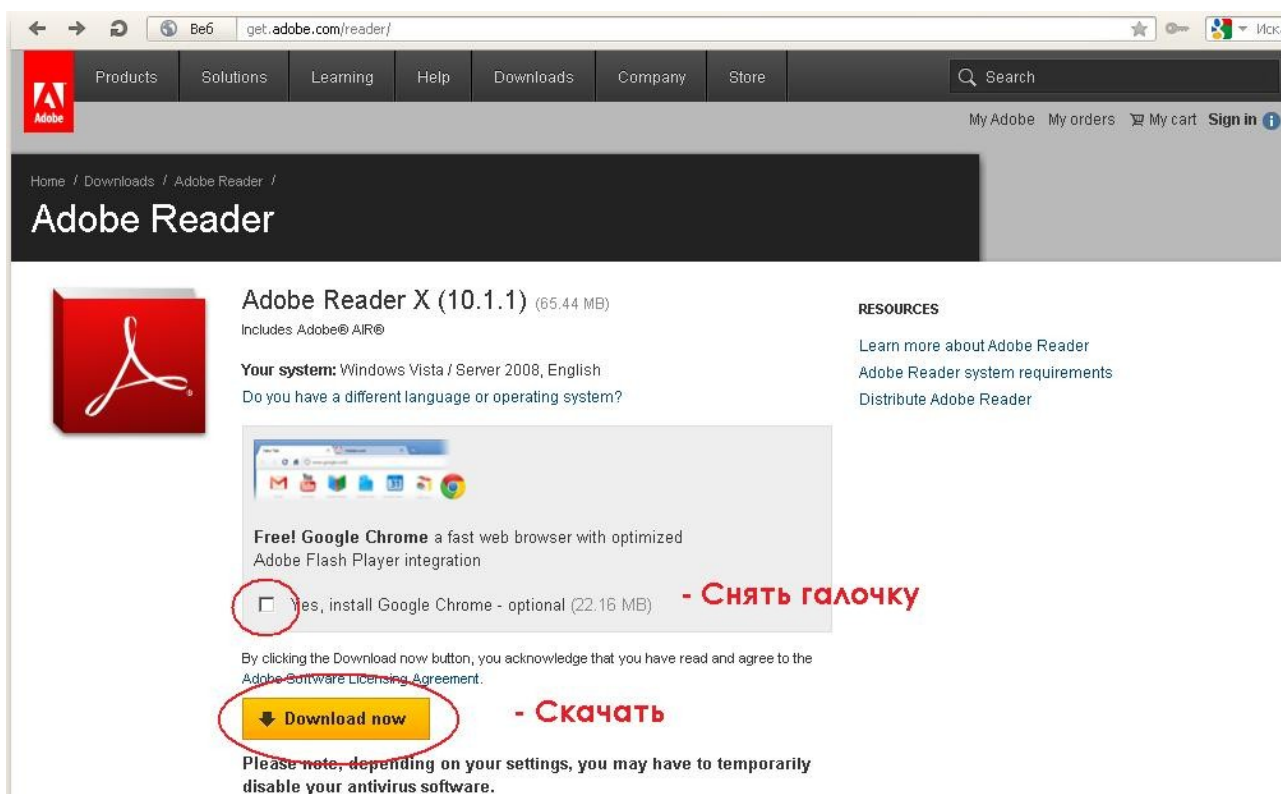 Веб get.adobe.com/reader/ Иск
Products Solutions Learning Help Downloads Company Store Search
Adobe
My Adobe My orders My cart Sign in
Home / Downloads / Adobe Reader /
Adobe Reader
Adobe Reader X (10.1.1) (65.44 MB)
Includes Adobe® AIR®
Your system: Windows Vista / Server 2008, English
Do you have a different language or operating system?
RESOURCES
Learn more about Adobe Reader
Adobe Reader system requirements
Distribute Adobe Reader
Free! Google Chrome a fast web browser with optimized
Adobe Flash Player integration
Yes, install Google Chrome - optional (22.16 MB)
- Снять галочку
By clicking the Download now button, you acknowledge that you have read and agree to the
Adobe Software Licensing Agreement.
Download now
- Скачать
Please note, depending on your settings, you may have to temporarily
disable your antivirus software.